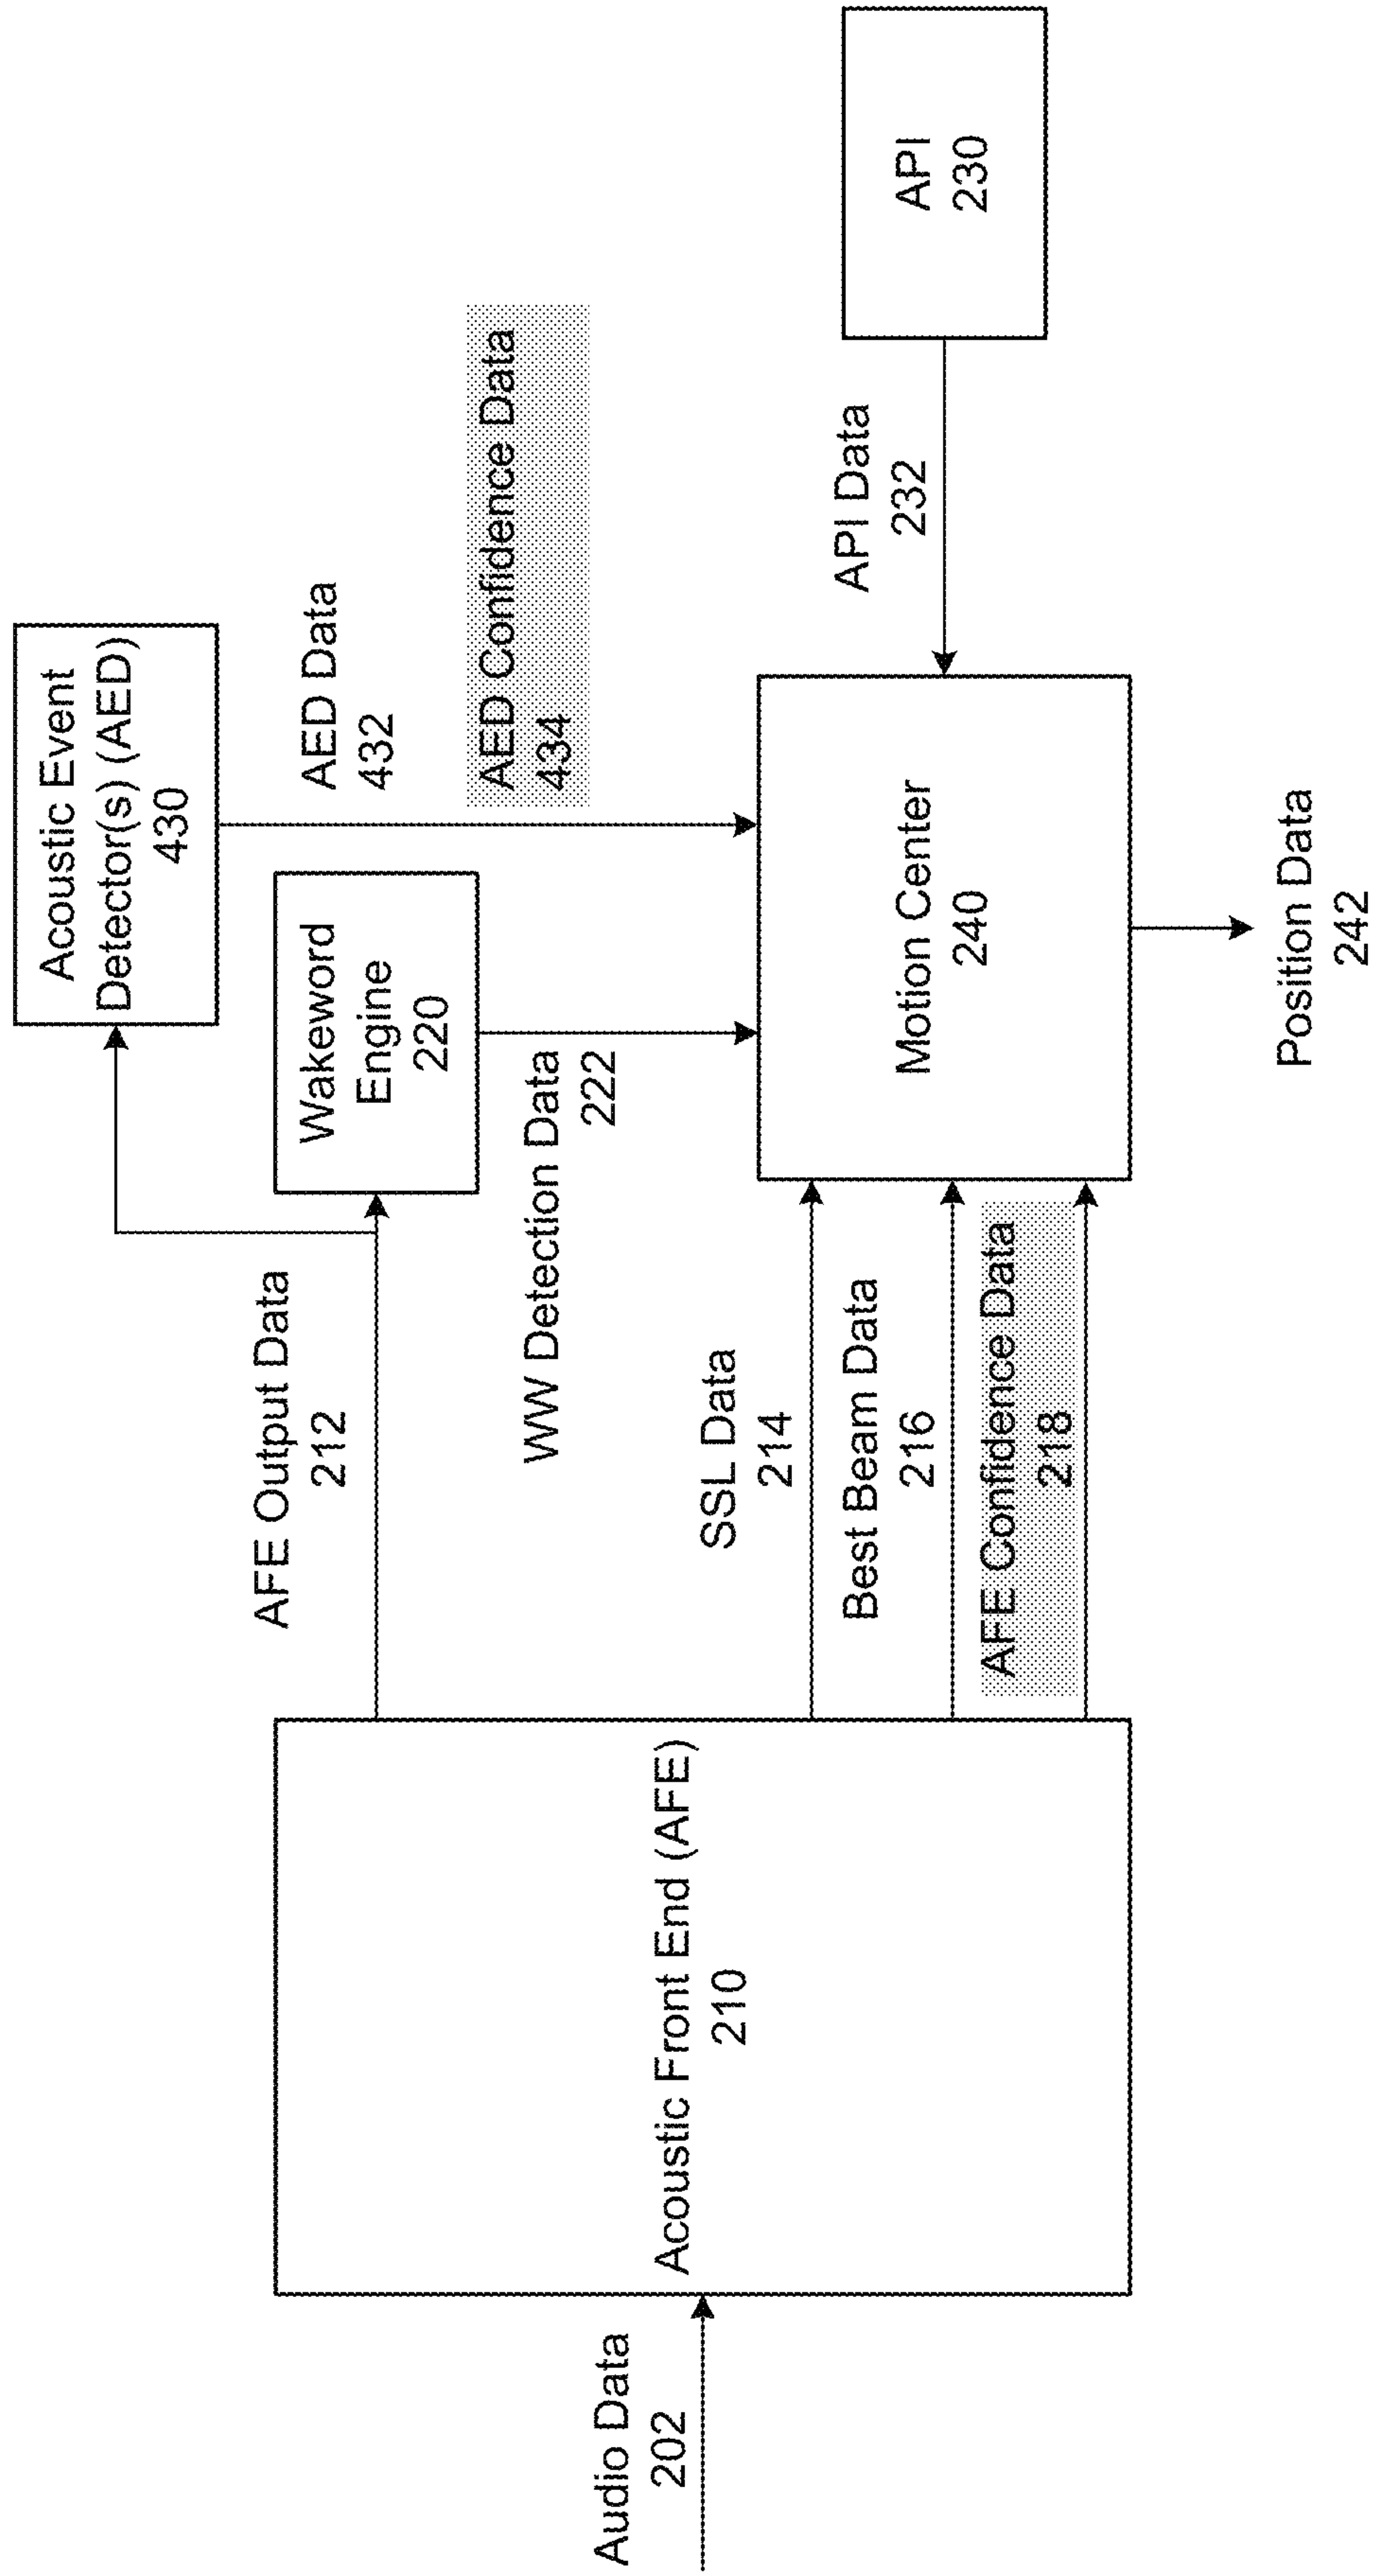 Acoustic Event
Detector(s) (AED)
430
AED Data
432
AED Confidence Data
434
AFE Output Data
212
Wakeword
Engine
220
WW Detection Data
222
Audio Data
202
Acoustic Front End (AFE)
210
SSL Data
214
Best Beam Data
216
AFE Confidence Data
218
Motion Center
240
API Data
232
API
230
Position Data
242